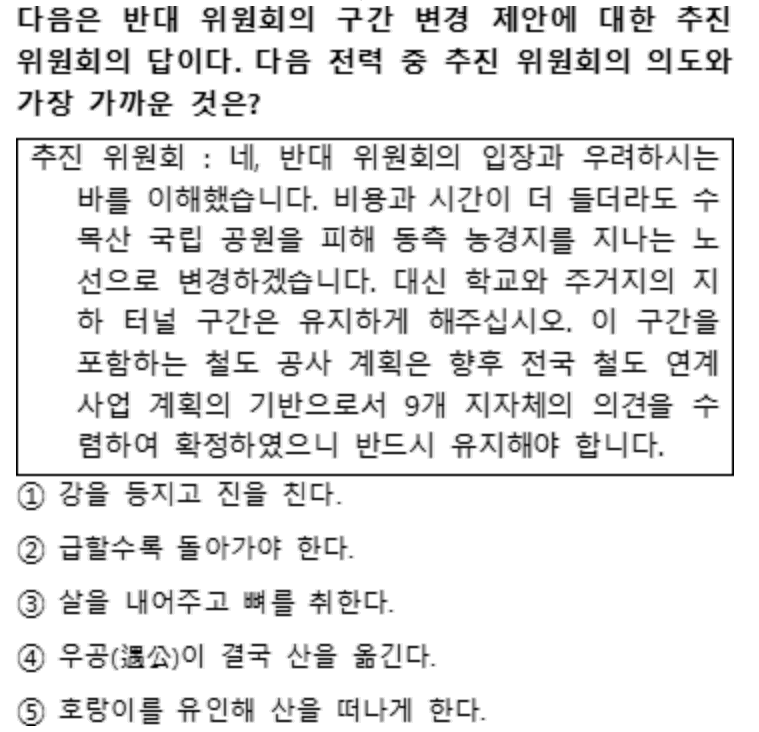 다음은 반대 위원회의 구간 변경 제안에 대한 추진
위원회의 답이다. 다음 전력 중 추진 위원회의 의도와
가장 가까운 것은?
추진 위원회 : 네, 반대 위원회의 입장과 우려하시는
바를 이해했습니다. 비용과 시간이 더 들더라도 수
목산 국립 공원을 피해 동측 농경지를 지나는 노
선으로 변경하겠습니다. 대신 학교와 주거지의 지
하 터널 구간은 유지하게 해주십시오. 이 구간을
포함하는 철도 공사 계획은 향후 전국 철도 연계
사업 계획의 기반으로서 9개 지자체의 의견을 수
렴하여 확정하였으니 반드시 유지해야 합니다.
① 강을 등지고 진을 친다.
② 급할수록 돌아가야 한다.
③ 살을 내어주고 뼈를 취한다.
④ 우공(遇公)이 결국 산을 옮긴다.
⑤ 호랑이를 유인해 산을 떠나게 한다.